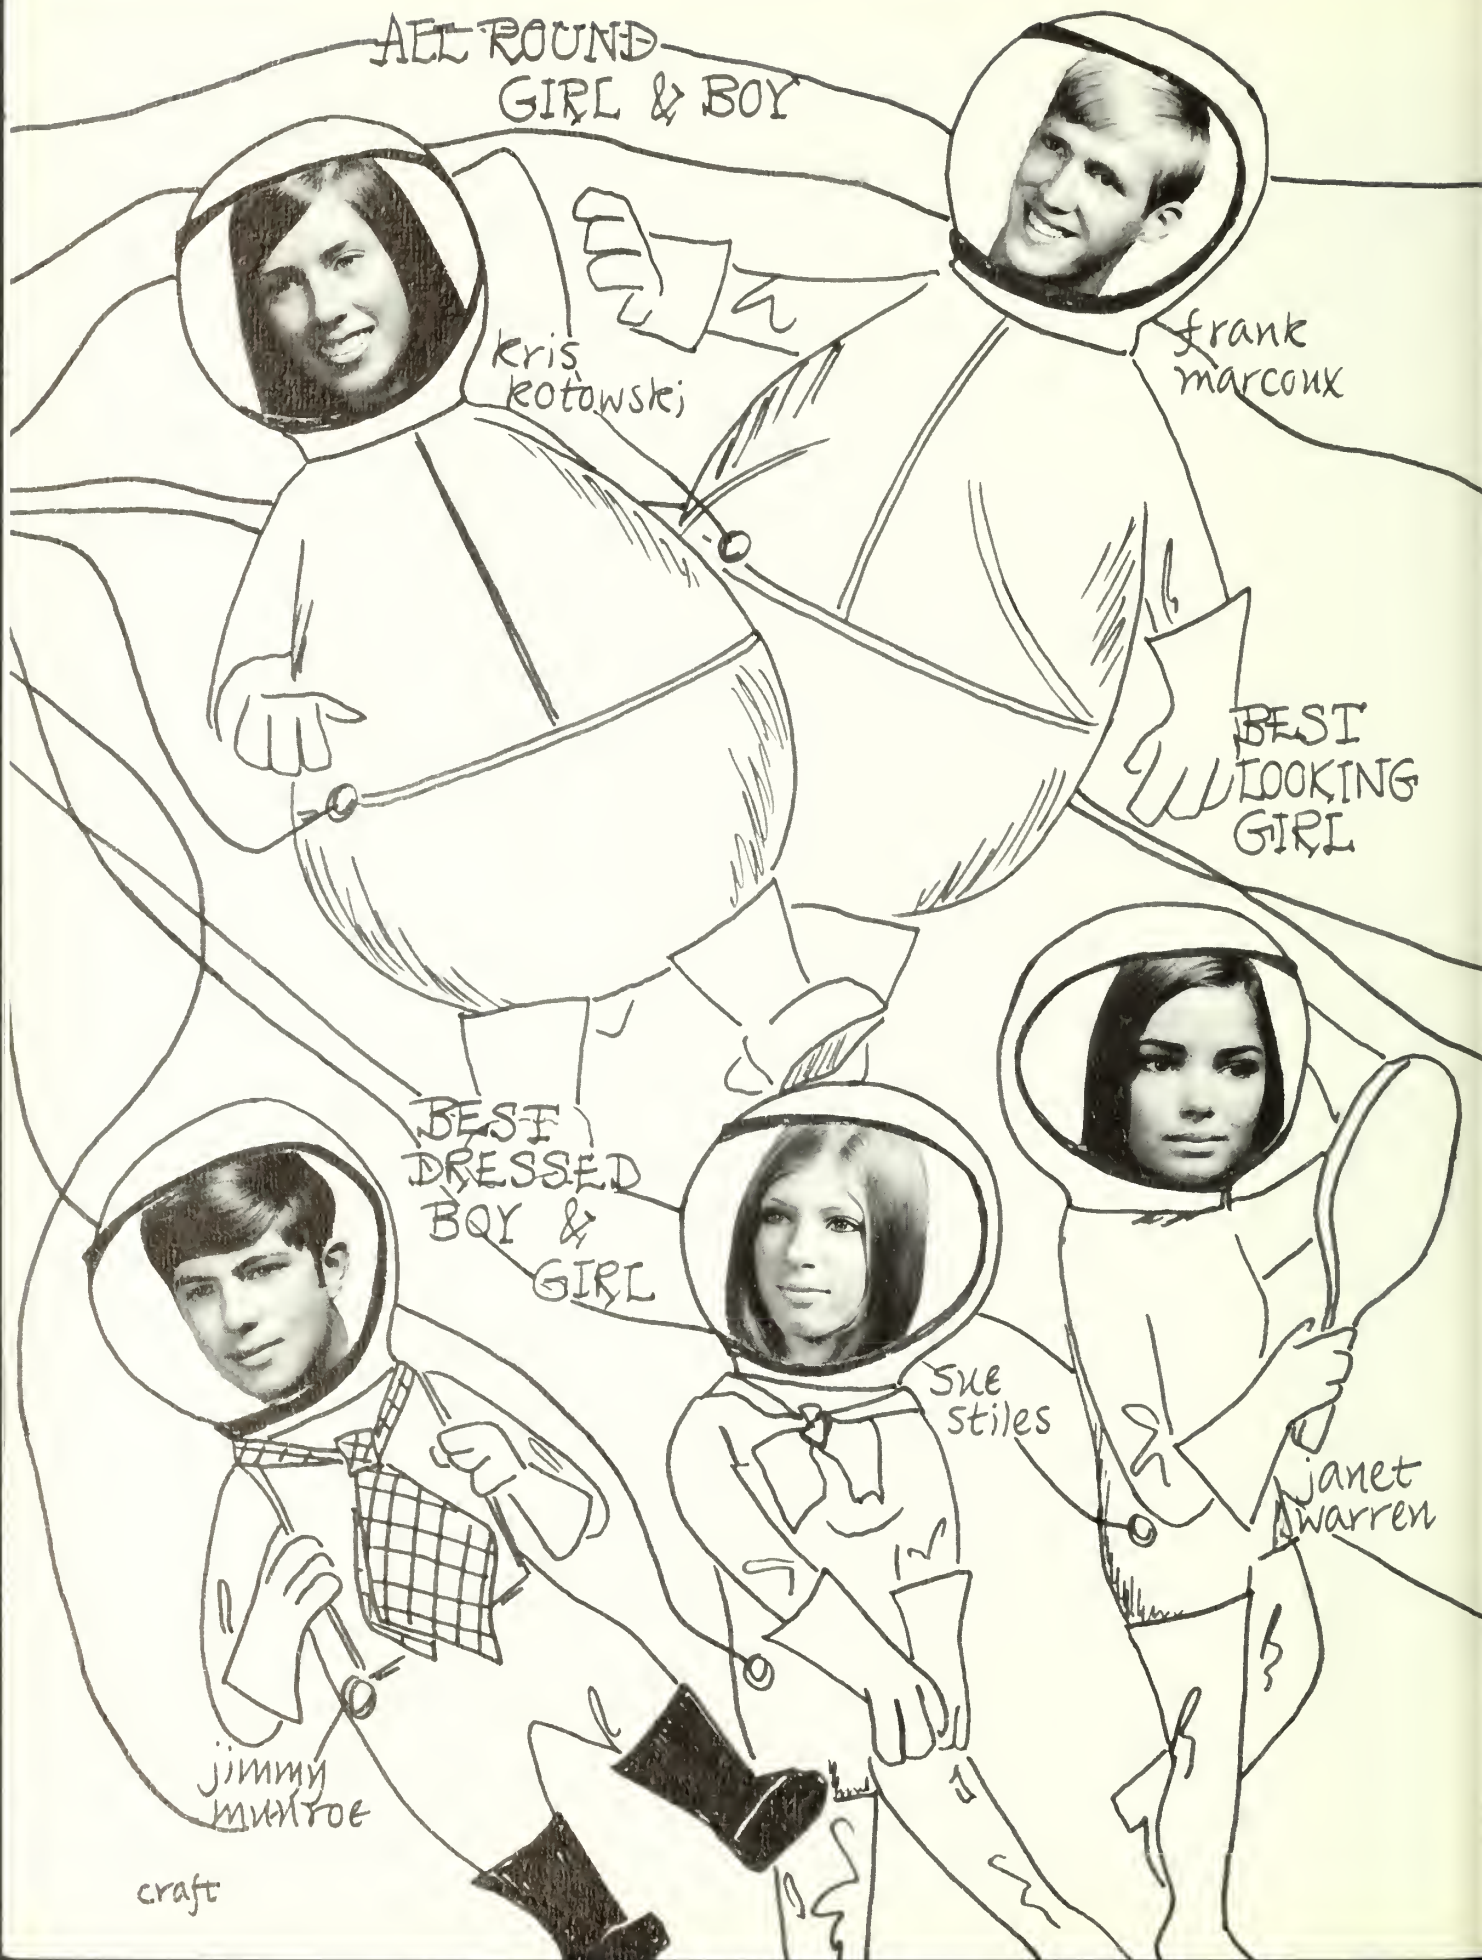 ALL ROUND
GIRL & BOY
kris
kotowski
frank
marcoux
BEST
LOOKING
GIRL
BEST
DRESSED
BOY &
GIRL
sue
stiles
janet
warren
jimmy
munroe
craft